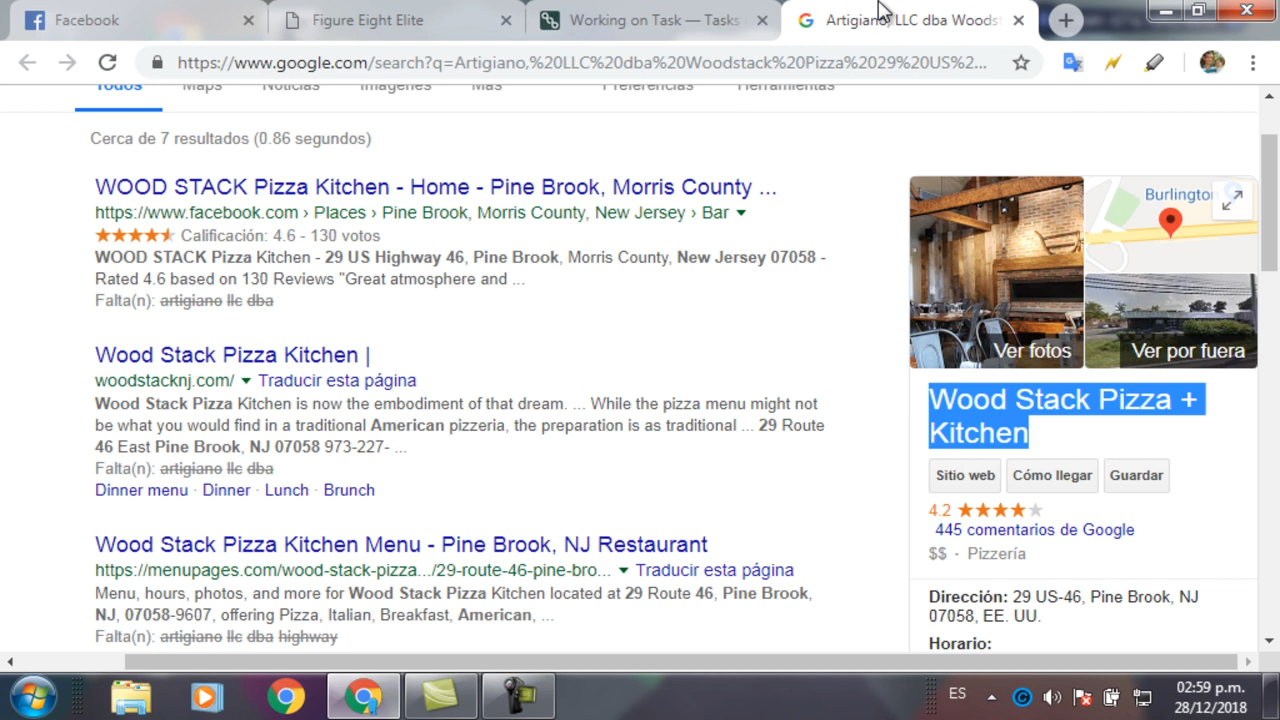 Facebook
Figure Eight Elite
Working on Task — Tasks
Artigiano, LLC dba Woodst
https://www.google.com/search?q=Artigiano,%20LLC%20dba%20Woodstack%20Pizza%2029%20US%2...
Todos Maps Noticias Imágenes Más Preferencias Herramientas
Cerca de 7 resultados (0.86 segundos)
WOOD STACK Pizza Kitchen - Home - Pine Brook, Morris County ...
https://www.facebook.com › Places › Pine Brook, Morris County, New Jersey › Bar
Calificación: 4.6 - 130 votos
WOOD STACK Pizza Kitchen - 29 US Highway 46, Pine Brook, Morris County, New Jersey 07058 -
Rated 4.6 based on 130 Reviews "Great atmosphere and ...
Falta(n): artigiano llc dba
Wood Stack Pizza Kitchen |
woodstacknj.com/ Traducir esta página
Wood Stack Pizza Kitchen is now the embodiment of that dream. ... While the pizza menu might not
be what you would find in a traditional American pizzeria, the preparation is as traditional ... 29 Route
46 East Pine Brook, NJ 07058 973-227- ...
Falta(n): artigiano llc dba
Dinner menu · Dinner · Lunch · Brunch
Wood Stack Pizza Kitchen Menu - Pine Brook, NJ Restaurant
https://menupages.com/wood-stack-pizza.../29-route-46-pine-bro... Traducir esta página
Menu, hours, photos, and more for Wood Stack Pizza Kitchen located at 29 Route 46, Pine Brook,
NJ, 07058-9607, offering Pizza, Italian, Breakfast, American, ...
Falta(n): artigiano llc dba highway
Burlington
Ver fotos
Ver por fuera
Wood Stack Pizza +
Kitchen
Sitio web Cómo llegar Guardar
4.2
445 comentarios de Google
$$ - Pizzería
Dirección: 29 US-46, Pine Brook, NJ
07058, EE. UU.
Horario:
ES
02:59 p.m.
28/12/2018